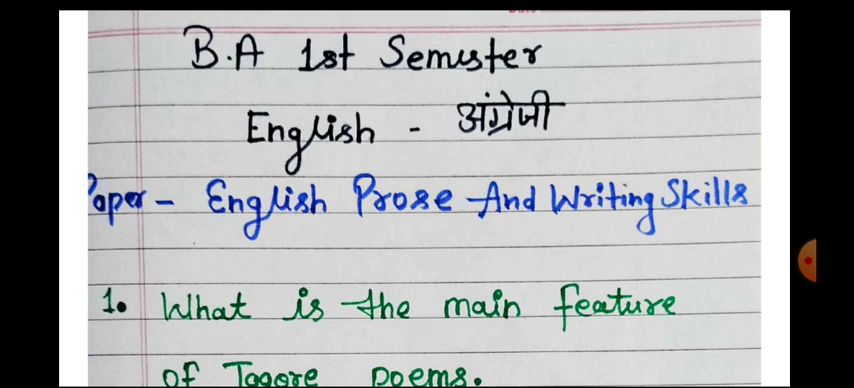 B.A 1st Semester
English - अंग्रेजी
Paper - English Prose And Writing Skills
1. What is the main feature
of Tagore poems.